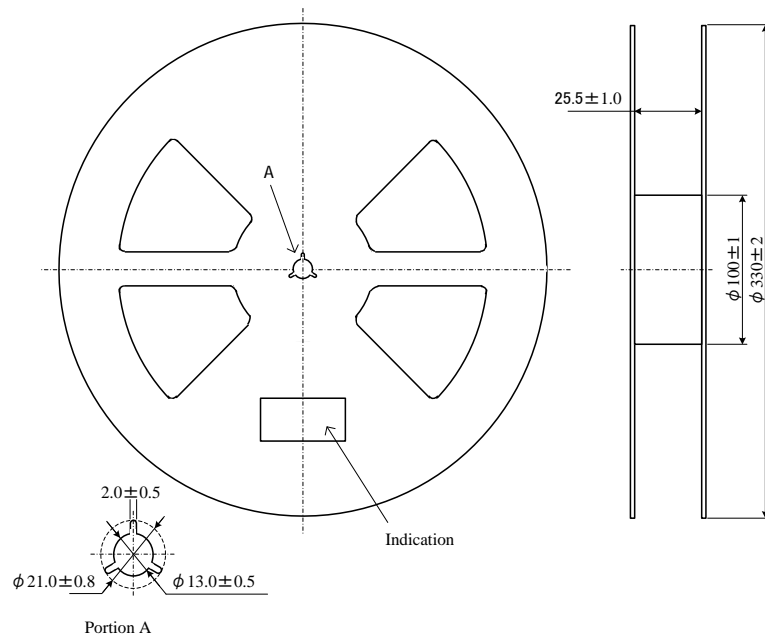 A
25.5±1.0
ϕ100±1
ϕ330±2
Indication
2.0±0.5
ϕ21.0±0.8
ϕ13.0±0.5
Portion A